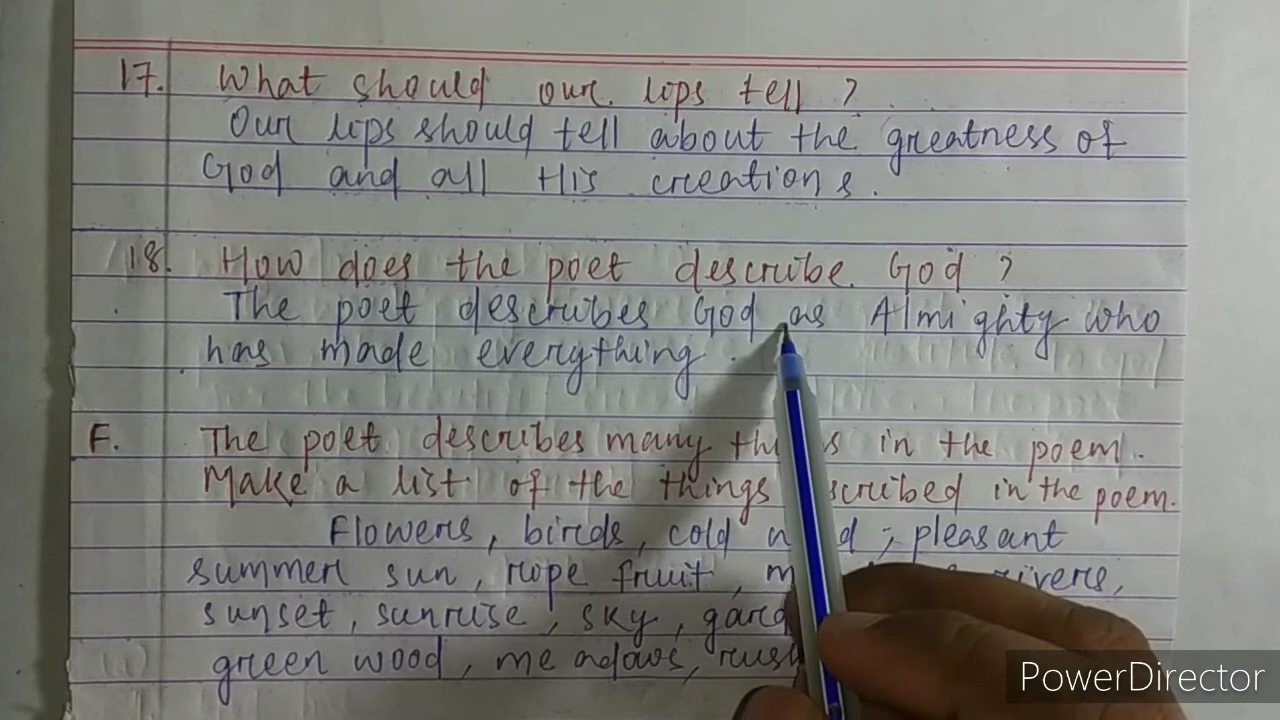 17. What should our lips tell ?
Our lips should tell about the greatness of
God and all His creations.
18. How does the poet describe God ?
The poet describes God as Almighty who
has made everything.
F. The poet describes many in the poem.
Make a list of the things in the poem.
Flowers, birds, cold pleasant
summer sun, ripe fruit, rivers,
sunset, sunrise, sky,
green wood, meadows,
PowerDirector